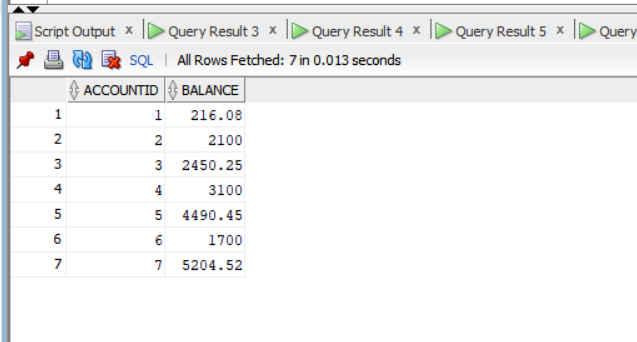 Script Output x Query Result 3 x Query Result 4 x Query Result 5 x Query
SQL All Rows Fetched: 7 in 0.013 seconds
ACCOUNTID BALANCE
1 1 216.08
2 2 2100
3 3 2450.25
4 4 3100
5 5 4490.45
6 6 1700
7 7 5204.52